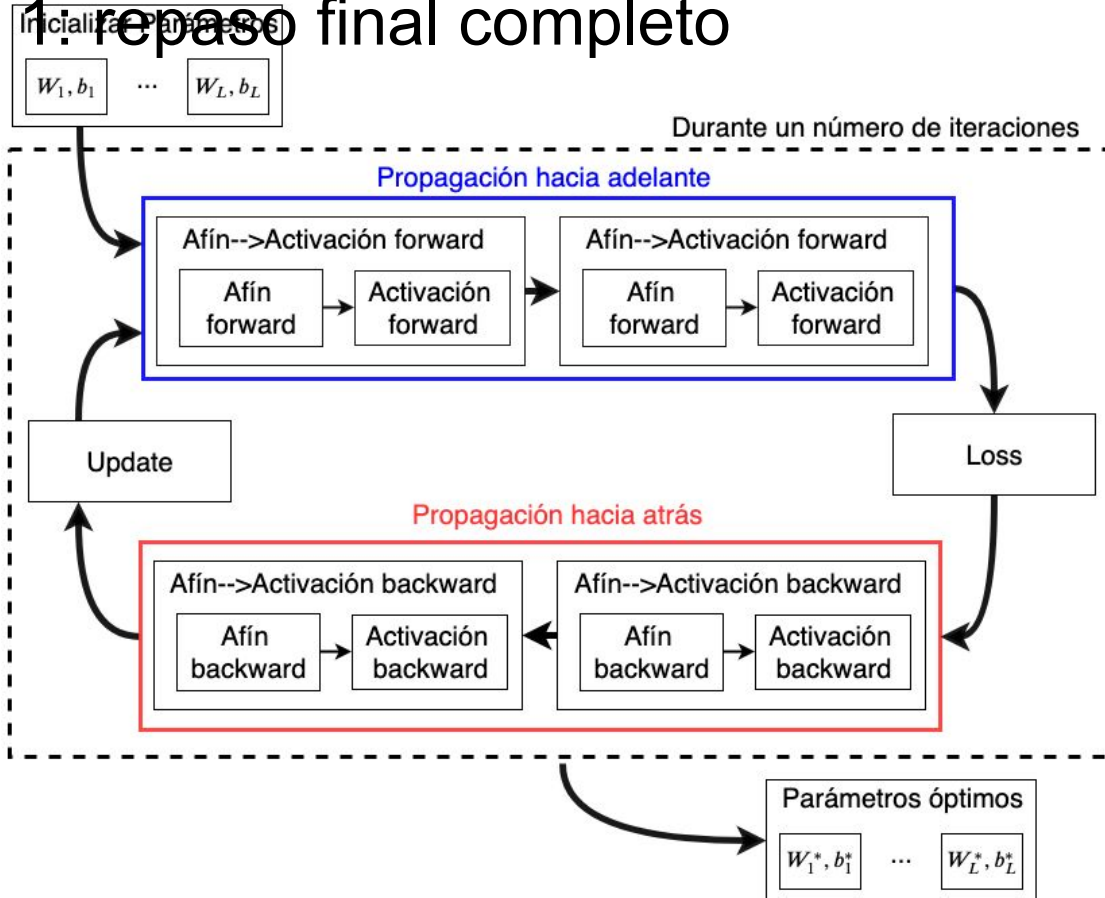 1: repaso final completo
Inicializar Parámetros
W₁, b₁ ... W_L, b_L
Durante un número de iteraciones
Propagación hacia adelante
Afín-->Activación forward
Afín
forward
Activación
forward
Afín-->Activación forward
Afín
forward
Activación
forward
Update
Loss
Propagación hacia atrás
Afín-->Activación backward
Afín
backward
Activación
backward
Afín-->Activación backward
Afín
backward
Activación
backward
Parámetros óptimos
W₁*, b₁* ... W_L*, b_L*